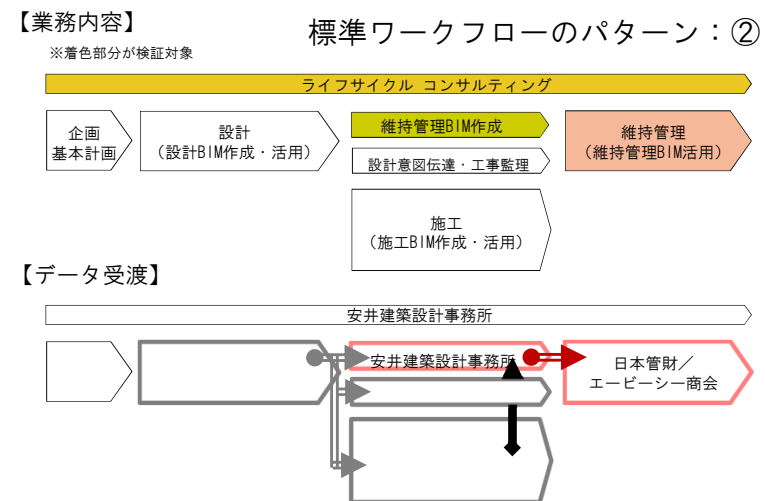 【業務内容】
標準ワークフローのパターン：②
※着色部分が検証対象
ライフサイクル コンサルティング
企画
基本計画
設計
（設計BIM作成・活用）
維持管理BIM作成
設計意図伝達・工事監理
施工
（施工BIM作成・活用）
維持管理
（維持管理BIM活用）
【データ受渡】
安井建築設計事務所
安井建築設計事務所
日本管財／
エービーシー商会